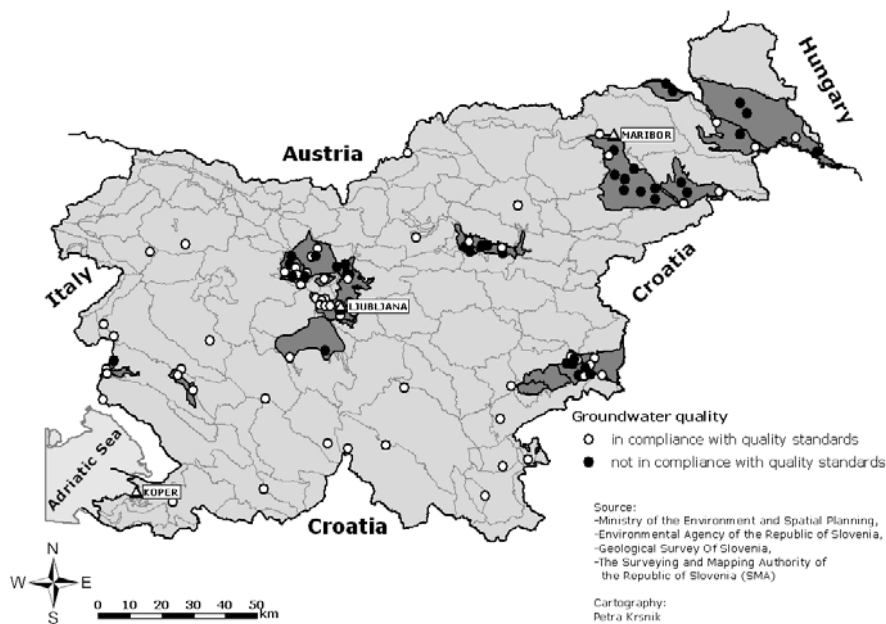 Hungary
MARIBOR
Austria
Italy
Croatia
LJUBLJANA
Adriatic Sea
KOPER
Croatia
Groundwater quality
in compliance with quality standards
not in compliance with quality standards
Source:
-Ministry of the Environment and Spatial Planning,
-Environmental Agency of the Republic of Slovenia,
-Geological Survey Of Slovenia,
-The Surveying and Mapping Authority of
the Republic of Slovenia (SMA)
Cartography:
Petra Krsnik
N
W E
S
0 10 20 30 40 50
km